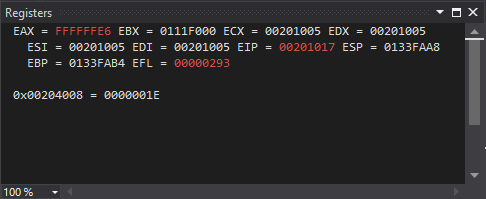 Registers
EAX = FFFFFFE6 EBX = 0111F000 ECX = 00201005 EDX = 00201005
ESI = 00201005 EDI = 00201005 EIP = 00201017 ESP = 0133FAA8
EBP = 0133FAB4 EFL = 00000293
0x00204008 = 0000001E
100 %